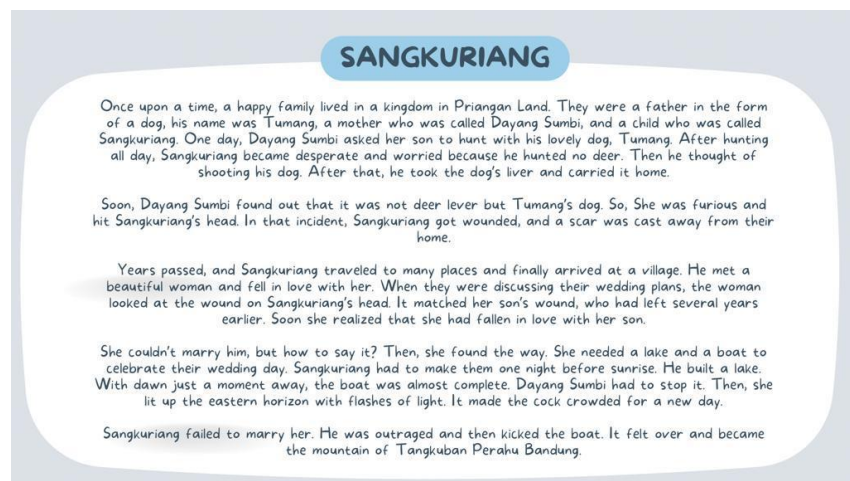 SANGKURIANG
Once upon a time, a happy family lived in a kingdom in Priangan Land. They were a father in the form
of a dog, his name was Tumang, a mother who was called Dayang Sumbi, and a child who was called
Sangkuriang. One day, Dayang Sumbi asked her son to hunt with his lovely dog, Tumang. After hunting
all day, Sangkuriang became desperate and worried because he hunted no deer. Then he thought of
shooting his dog. After that, he took the dog's liver and carried it home.
Soon, Dayang Sumbi found out that it was not deer lever but Tumang's dog. So, She was furious and
hit Sangkuriang's head. In that incident, Sangkuriang got wounded, and a scar was cast away from their
home.
Years passed, and Sangkuriang traveled to many places and finally arrived at a village. He met a
beautiful woman and fell in love with her. When they were discussing their wedding plans, the woman
looked at the wound on Sangkuriang's head. It matched her son's wound, who had left several years
earlier. Soon she realized that she had fallen in love with her son.
She couldn't marry him, but how to say it? Then, she found the way. She needed a lake and a boat to
celebrate their wedding day. Sangkuriang had to make them one night before sunrise. He built a lake.
With dawn just a moment away, the boat was almost complete. Dayang Sumbi had to stop it. Then, she
lit up the eastern horizon with flashes of light. It made the cock crowded for a new day.
Sangkuriang failed to marry her. He was outraged and then kicked the boat. It felt over and became
the mountain of Tangkuban Perahu Bandung.